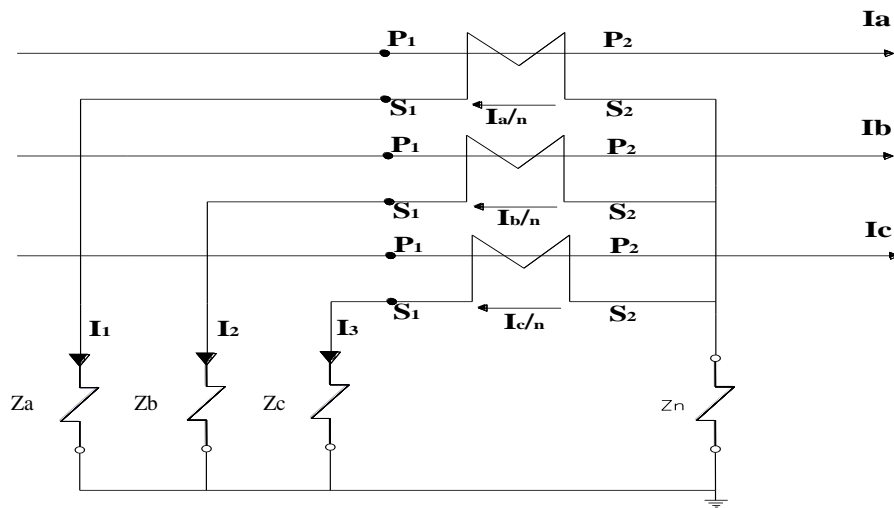 Ia
P1 P2
S1 Ia/n S2
Ib
P1 P2
S1 Ib/n S2
Ic
P1 P2
S1 Ic/n S2
I1 I2 I3
Za Zb Zc Zn